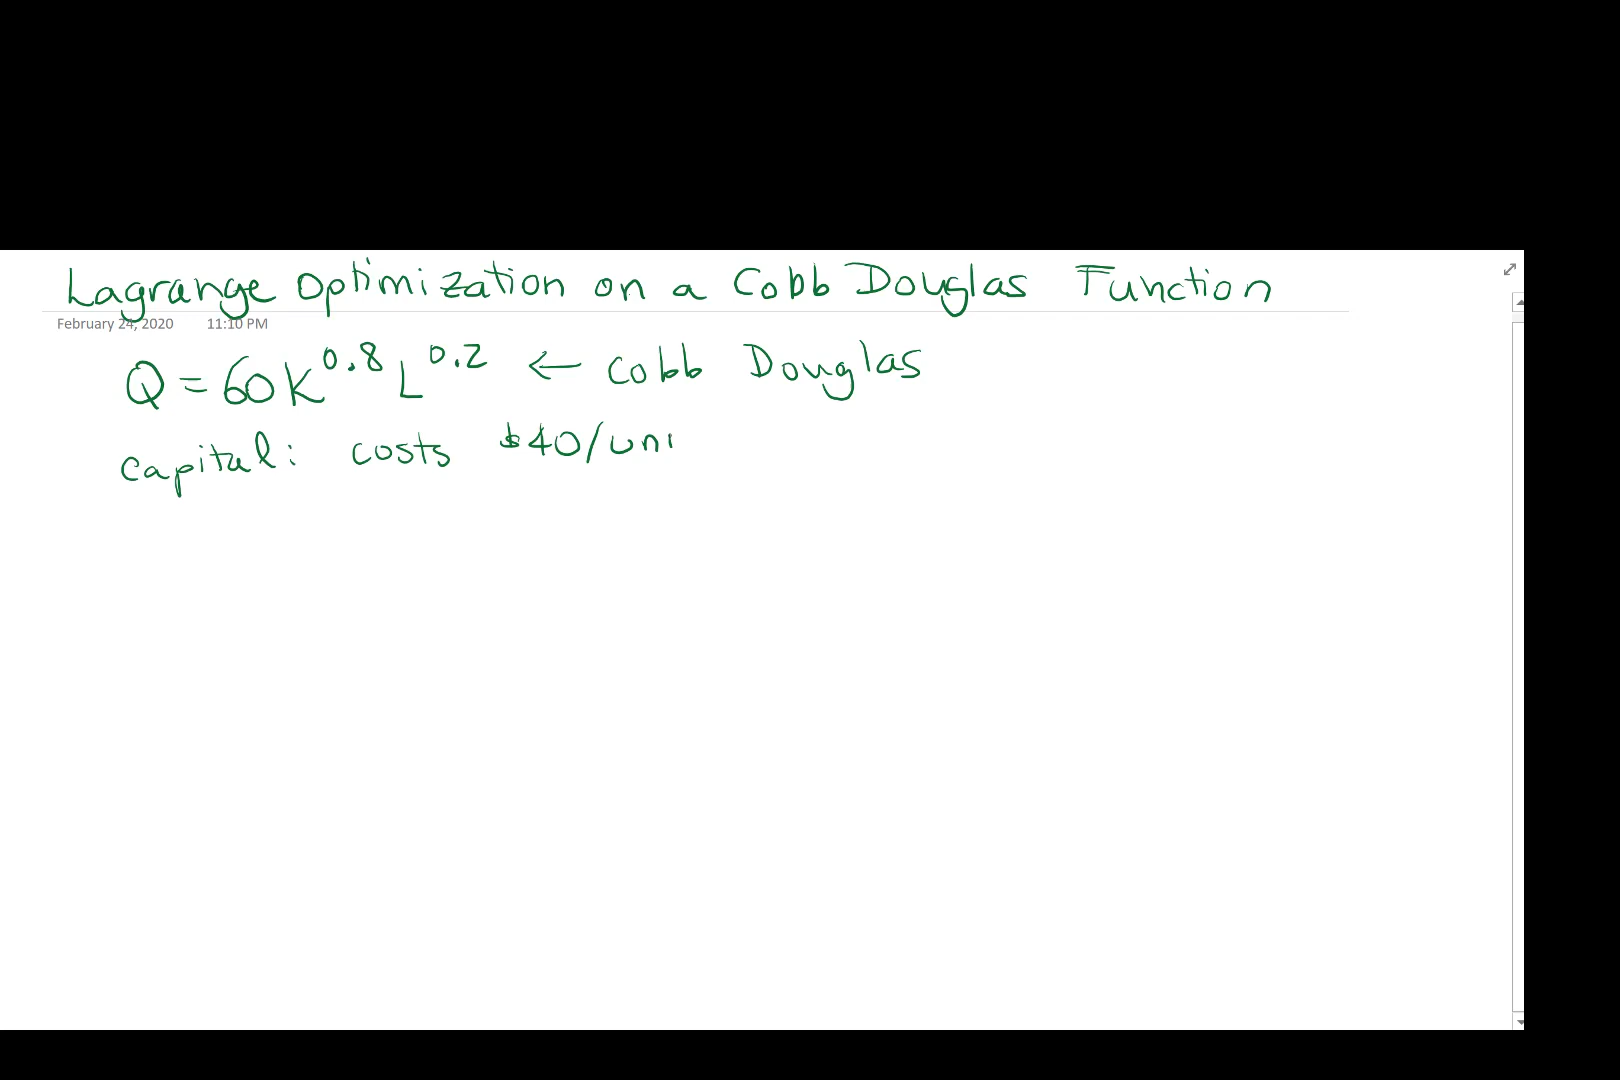 Lagrange Optimization on a Cobb Douglas Function
February 24, 2020 11:10 PM
Q = 60K^0.8 L^0.2 ← Cobb Douglas
capital: costs $40/uni